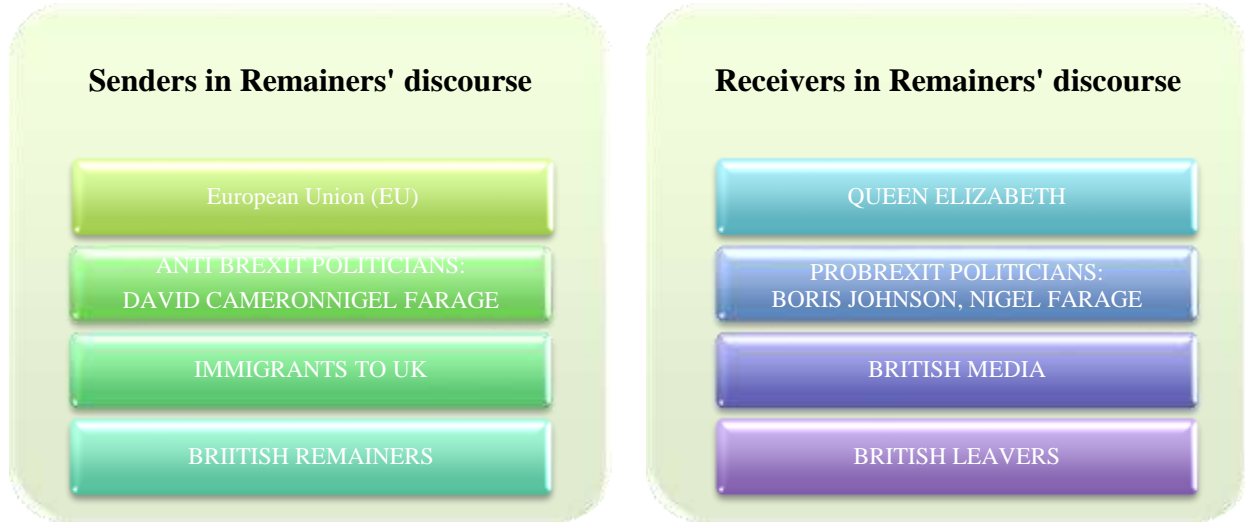 Senders in Remainers' discourse
European Union (EU)
ANTI BREXIT POLITICIANS:
DAVID CAMERONNIGEL FARAGE
IMMIGRANTS TO UK
BRIITISH REMAINERS
Receivers in Remainers' discourse
QUEEN ELIZABETH
PROBREXIT POLITICIANS:
BORIS JOHNSON, NIGEL FARAGE
BRITISH MEDIA
BRITISH LEAVERS